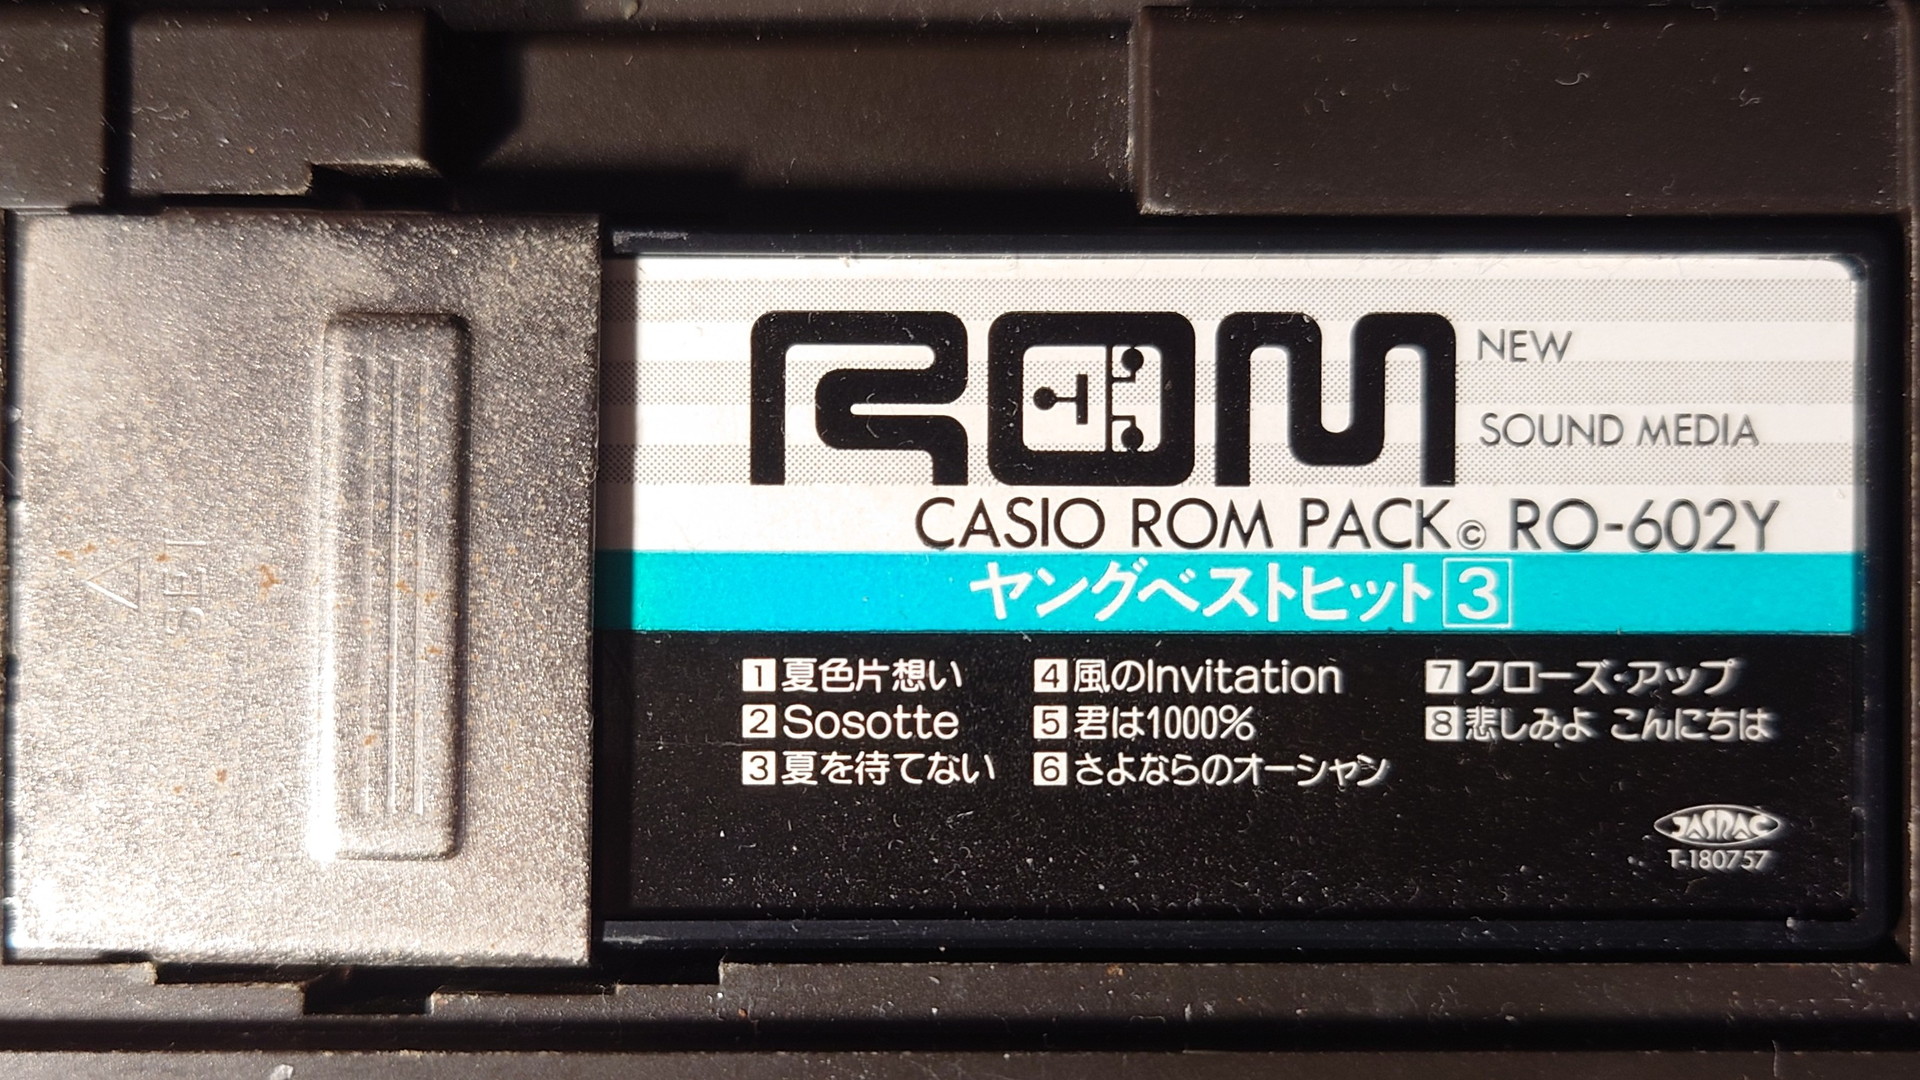 △
SET
ROM
NEW
SOUND MEDIA
CASIO ROM PACK© RO-602Y
ヤングベストヒット3
1 夏色片想い
2 Sosotte
3 夏を待てない
4 風のInvitation
5 君は1000%
6 さよならのオーシャン
7 クローズ・アップ
8 悲しみよ こんにちは
JASRAC
T-180757